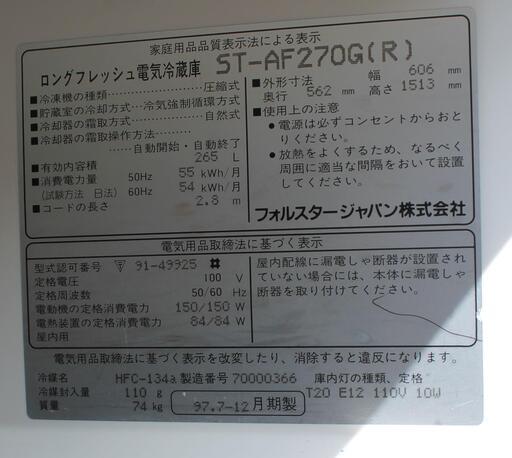 家庭用品品質表示法による表示
ロングフレッシュ電気冷蔵庫 ST-AF270G(R)
■冷凍機の種類……………圧縮式
■貯蔵室の冷却方式…冷気強制循環方式
■冷却器の霜取方式…………自然式
■冷却器の霜取操作方法………
………自動開始・自動終了
■有効内容積 265 L
■消費電力量 50Hz 55 kWh/月
(試験方法 日法) 60Hz 54 kWh/月
■コードの長さ 2.8 m
■外形寸法 幅 606 mm
奥行 562 mm 高さ 1513 mm
■使用上の注意
●電源は必ずコンセントからおとりください。
●放熱をよくするため、なるべく
周囲に適当な間隔をおいて設置
してください。
フォルスタージャパン株式会社
電気用品取締法に基づく表示
型式認可番号 〒 91-49925
定格電圧 100 V
定格周波数 50/60 Hz
電動機の定格消費電力 150/150 W
電熱装置の定格消費電力 84/84 W
屋内用
屋内配線に漏電しゃ断器が設置され
ていない場合には、本体に漏電しゃ
断器を取り付けてください。
電気用品取締法に基づく表示を改変したり、消除すると違反になります。
冷媒名 HFC-134a 製造番号 70000366 庫内灯の種類、定格
冷媒封入量 110 g T20 E12 110V 10W
質量 74 kg 97.7-12月期製